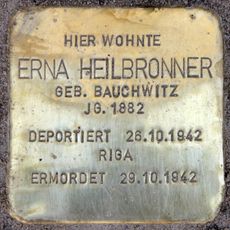 HIER WOHNTE
ERNA HEILBRONNER
GEB. BAUCHWITZ
JG. 1882
DEPORTIERT 26.10.1942
RIGA
ERMORDET 29.10.1942